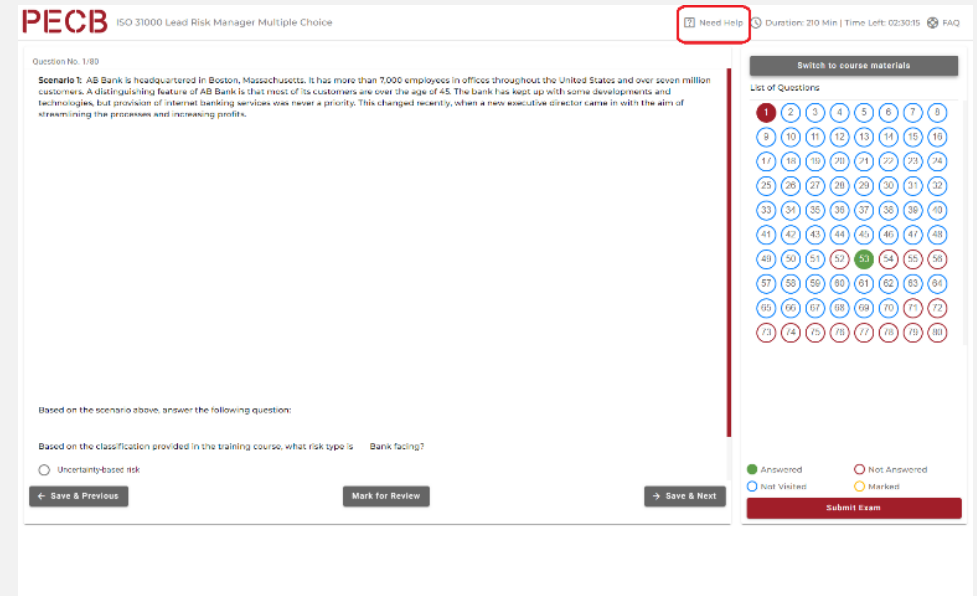 PECB ISO 31000 Lead Risk Manager Multiple Choice
Need Help Duration: 210 Min | Time Left: 02:30:15 FAQ
Question No. 1/80
Scenario 1: AB Bank is headquartered in Boston, Massachusetts. It has more than 7,000 employees in offices throughout the United States and over seven million
customers. A distinguishing feature of AB Bank is that most of its customers are over the age of 45. The bank has kept up with some developments and
technologies, but provision of internet banking services was never a priority. This changed recently, when a new executive director came in with the aim of
streamlining the processes and increasing profits.
Based on the scenario above, answer the following question:
Based on the classification provided in the training course, what risk type is Bank facing?
Uncertainty-based risk
← Save & Previous
Mark for Review
→ Save & Next
Switch to course materials
List of Questions
1 2 3 4 5 6 7 8
9 10 11 12 13 14 15 16
17 18 19 20 21 22 23 24
25 26 27 28 29 30 31 32
33 34 35 36 37 38 39 40
41 42 43 44 45 46 47 48
49 50 51 52 53 54 55 56
57 58 59 60 61 62 63 64
65 66 67 68 69 70 71 72
73 74 75 76 77 78 79 80
Answered Not Answered
Not Visited Marked
Submit Exam